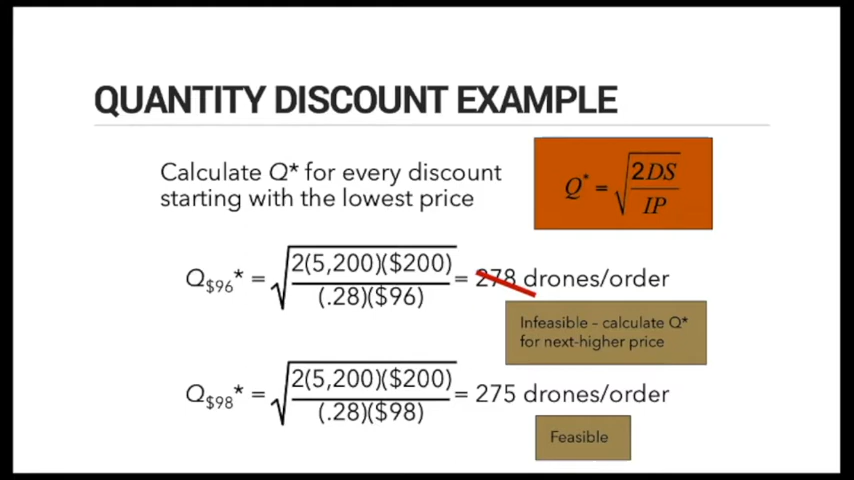 QUANTITY DISCOUNT EXAMPLE
Calculate Q* for every discount
starting with the lowest price
Q* = √(2DS / IP)
Q$96* = √(2(5,200)($200) / (.28)($96)) = 278 drones/order
Infeasible – calculate Q*
for next-higher price
Q$98* = √(2(5,200)($200) / (.28)($98)) = 275 drones/order
Feasible